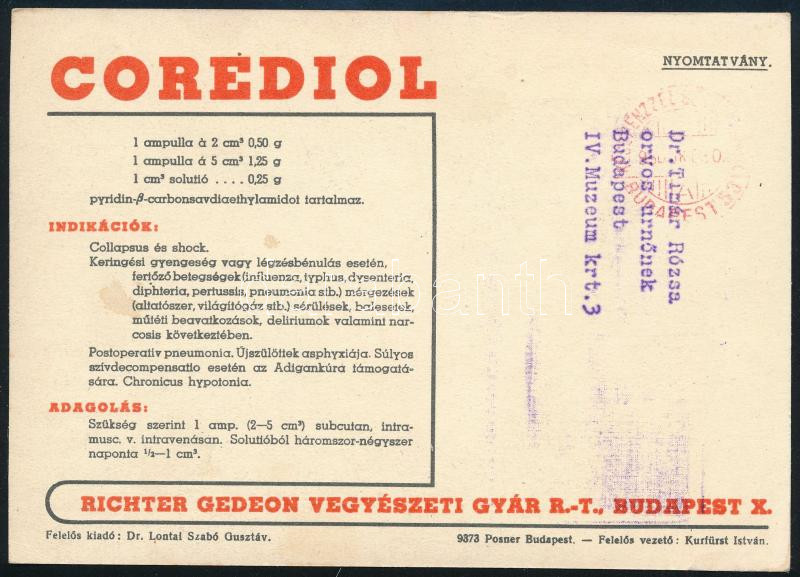 COREDIOL
NYOMTATVÁNY.
1 ampulla à 2 cm³ 0,50 g
1 ampulla á 5 cm³ 1,25 g
1 cm³ solutió .... 0,25 g
pyridin-β-carbonsavdiaethylamidot tartalmaz.
INDIKÁCIÓK:
Collapsus és shock.
Keringési gyengeség vagy légzésbénulás esetén,
fertőző betegségek (influenza, typhus, dysenteria,
diphteria, pertussis, pneumonia stb.) mérgezések
(altatószer, világítógáz stb.) sérülések, balesetek,
műtéti beavatkozások, deliriumok valamint nar-
cosis következtében.
Postoperativ pneumonia. Újszülöttek asphyxiája. Súlyos
szívdecompensatio esetén az Adigankúra támogatá-
sára. Chronicus hypotonia.
ADAGOLÁS:
Szükség szerint 1 amp. (2—5 cm³) subcutan, intra-
musc. v. intravenásan. Solutióból háromszor-négyszer
naponta ½—1 cm³.
Dr. Tiszár Rózsa
orvos urnőnek
Budapest
IV. Muzeum krt. 3
BUDAPEST
RICHTER GEDEON VEGYÉSZETI GYÁR R.-T., BUDAPEST X.
Felelős kiadó: Dr. Lontai Szabó Gusztáv.
9373 Posner Budapest. — Felelős vezető: Kurfürst István.